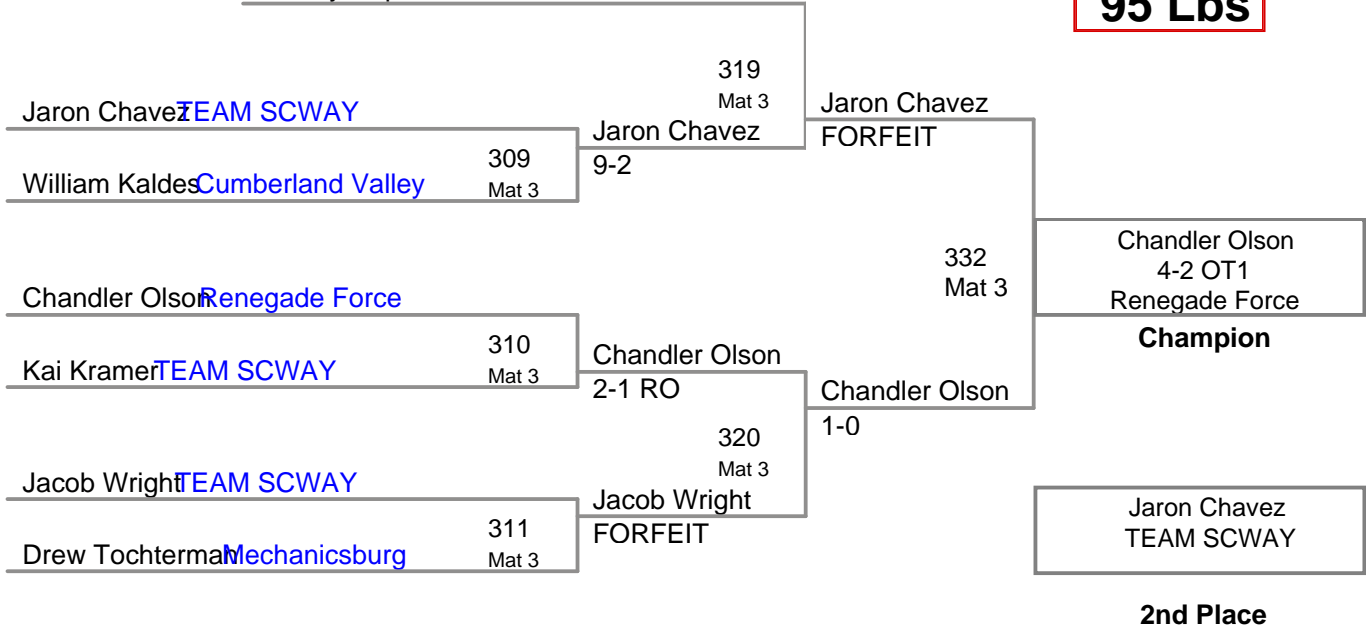 95 Lbs
319
Mat 3
Jaron Chavez TEAM SCWAY
Jaron Chavez
FORFEIT
Jaron Chavez
9-2
309
Mat 3
William Kaldes Cumberland Valley
Chandler Olson
4-2 OT1
Renegade Force
Champion
332
Mat 3
Chandler Olson Renegade Force
310
Mat 3
Kai Kramer TEAM SCWAY
Chandler Olson
2-1 RO
Chandler Olson
1-0
320
Mat 3
Jacob Wright TEAM SCWAY
Jacob Wright
FORFEIT
311
Mat 3
Drew Tochterman Mechanicsburg
Jaron Chavez
TEAM SCWAY
2nd Place